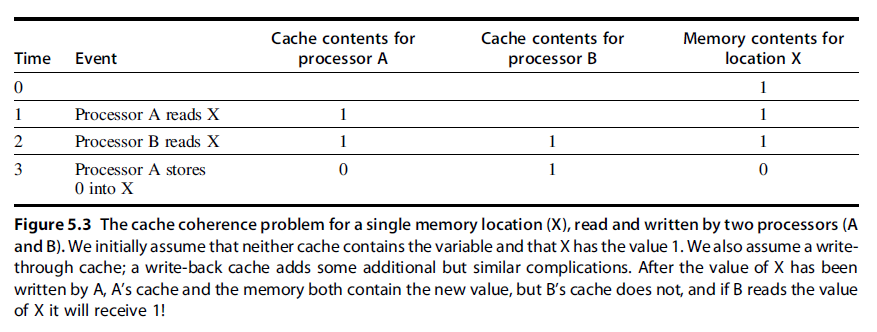 Cache contents for Cache contents for Memory contents for
Time Event processor A processor B location X
0 1
1 Processor A reads X 1 1
2 Processor B reads X 1 1 1
3 Processor A stores 0 1 0
0 into X
Figure 5.3 The cache coherence problem for a single memory location (X), read and written by two processors (A
and B). We initially assume that neither cache contains the variable and that X has the value 1. We also assume a write-
through cache; a write-back cache adds some additional but similar complications. After the value of X has been
written by A, A's cache and the memory both contain the new value, but B's cache does not, and if B reads the value
of X it will receive 1!